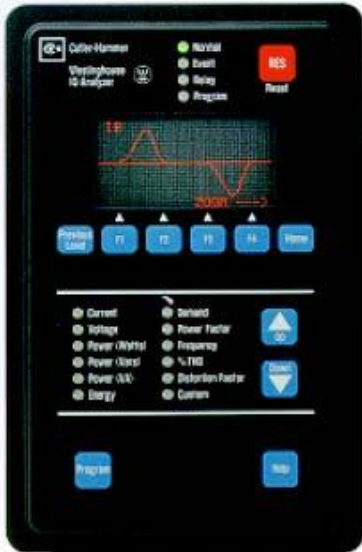 Cutler-Hammer
Westinghouse
IQ Analyzer
Normal
Event
Relay
Program
RES
Reset
ZOOM ---->
Previous
Level
F1
F2
F3
F4
Home
Current
Voltage
Power (Watts)
Power (Vars)
Power (VA)
Energy
Demand
Power Factor
Frequency
% THD
Distortion Factor
Custom
Up
Down
Program
Help